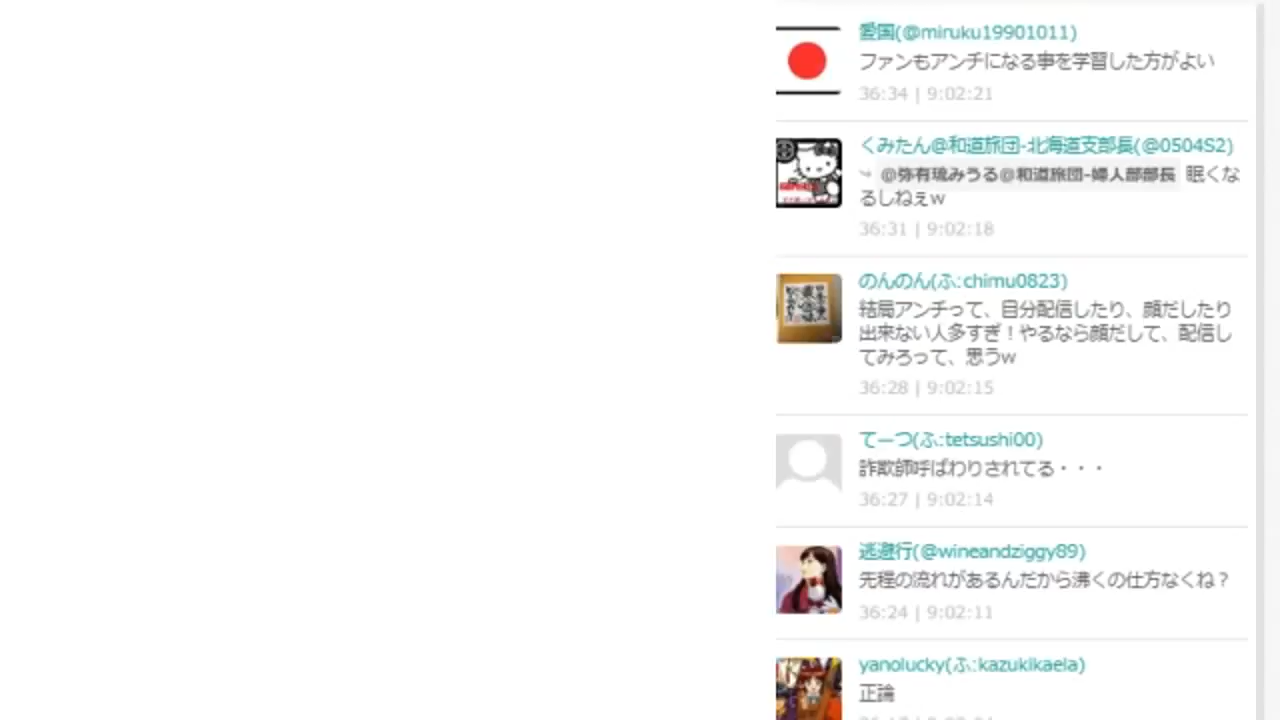 愛国(@miruku19901011)
ファンもアンチになる事を学習した方がよい
36:34 | 9:02:21
くみたん@和道旅団-北海道支部長(@0504S2)
@弥有琉みうる@和道旅団-婦人部部長 眠くな
るしねぇw
36:31 | 9:02:18
のんのん(ふ:chimu0823)
結局アンチって、自分配信したり、顔だしたり
出来ない人多すぎ！やるなら顔だして、配信し
てみろって、思うw
36:28 | 9:02:15
てーつ(ふ:tetsushi00)
詐欺師呼ばわりされてる・・・
36:27 | 9:02:14
逃避行(@wineandziggy89)
先程の流れがあるんだから沸くの仕方なくね？
36:24 | 9:02:11
yanolucky(ふ:kazukikaela)
正論